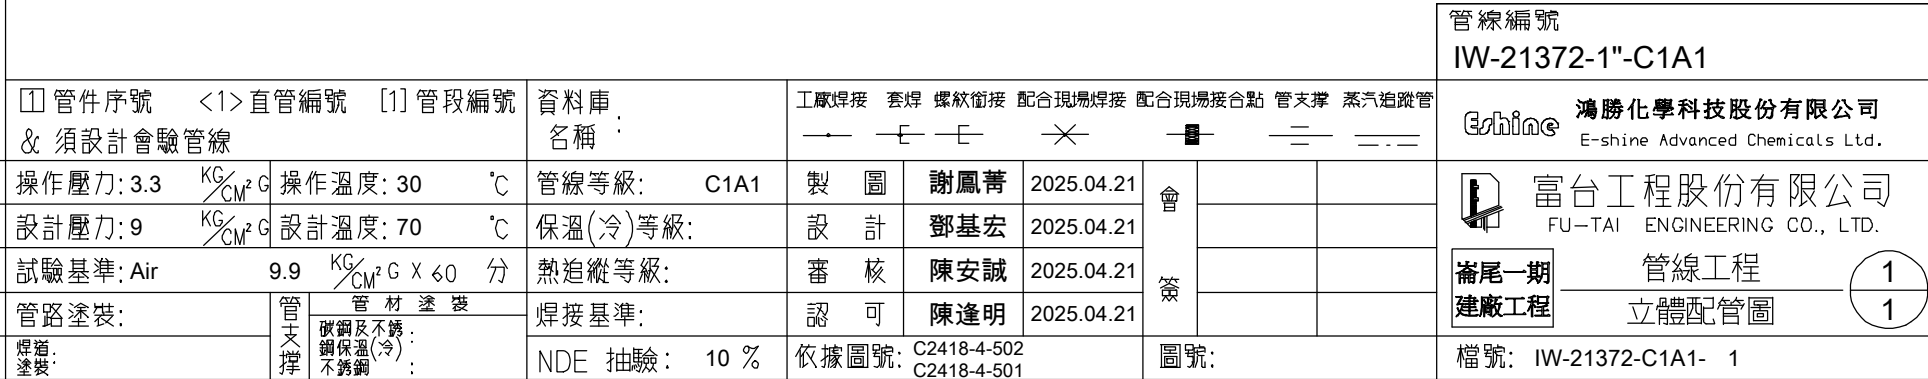 管線編號
IW-21372-1"-C1A1
1 管件序號 <1>直管編號 [1]管段編號
& 須設計會驗管線
資料庫
名稱 :
工廠焊接 套焊 螺紋銜接 配合現場焊接 配合現場接合點 管支撐 蒸汽追蹤管
Eshine 鴻勝化學科技股份有限公司
E-shine Advanced Chemicals Ltd.
操作壓力: 3.3 KG/CM² G 操作溫度: 30 °C 管線等級: C1A1 製 圖 謝鳳菁 2025.04.21
設計壓力: 9 KG/CM² G 設計溫度: 70 °C 保溫(冷)等級: 設 計 鄧基宏 2025.04.21
試驗基準: Air 9.9 KG/CM² G X 60 分 熱追縱等級: 審 核 陳安誠 2025.04.21
管路塗裝: 管支撐 管材塗裝 焊接基準: 認 可 陳逢明 2025.04.21
會簽
富台工程股份有限公司
FU-TAI ENGINEERING CO., LTD.
崙尾一期
建廠工程
管線工程
立體配管圖
1
1
焊道
塗裝:
碳鋼及不銹 :
鋼保溫(冷)
不銹鋼 :
NDE 抽驗: 10 %
依據圖號: C2418-4-502
C2418-4-501
圖號:
檔號: IW-21372-C1A1- 1